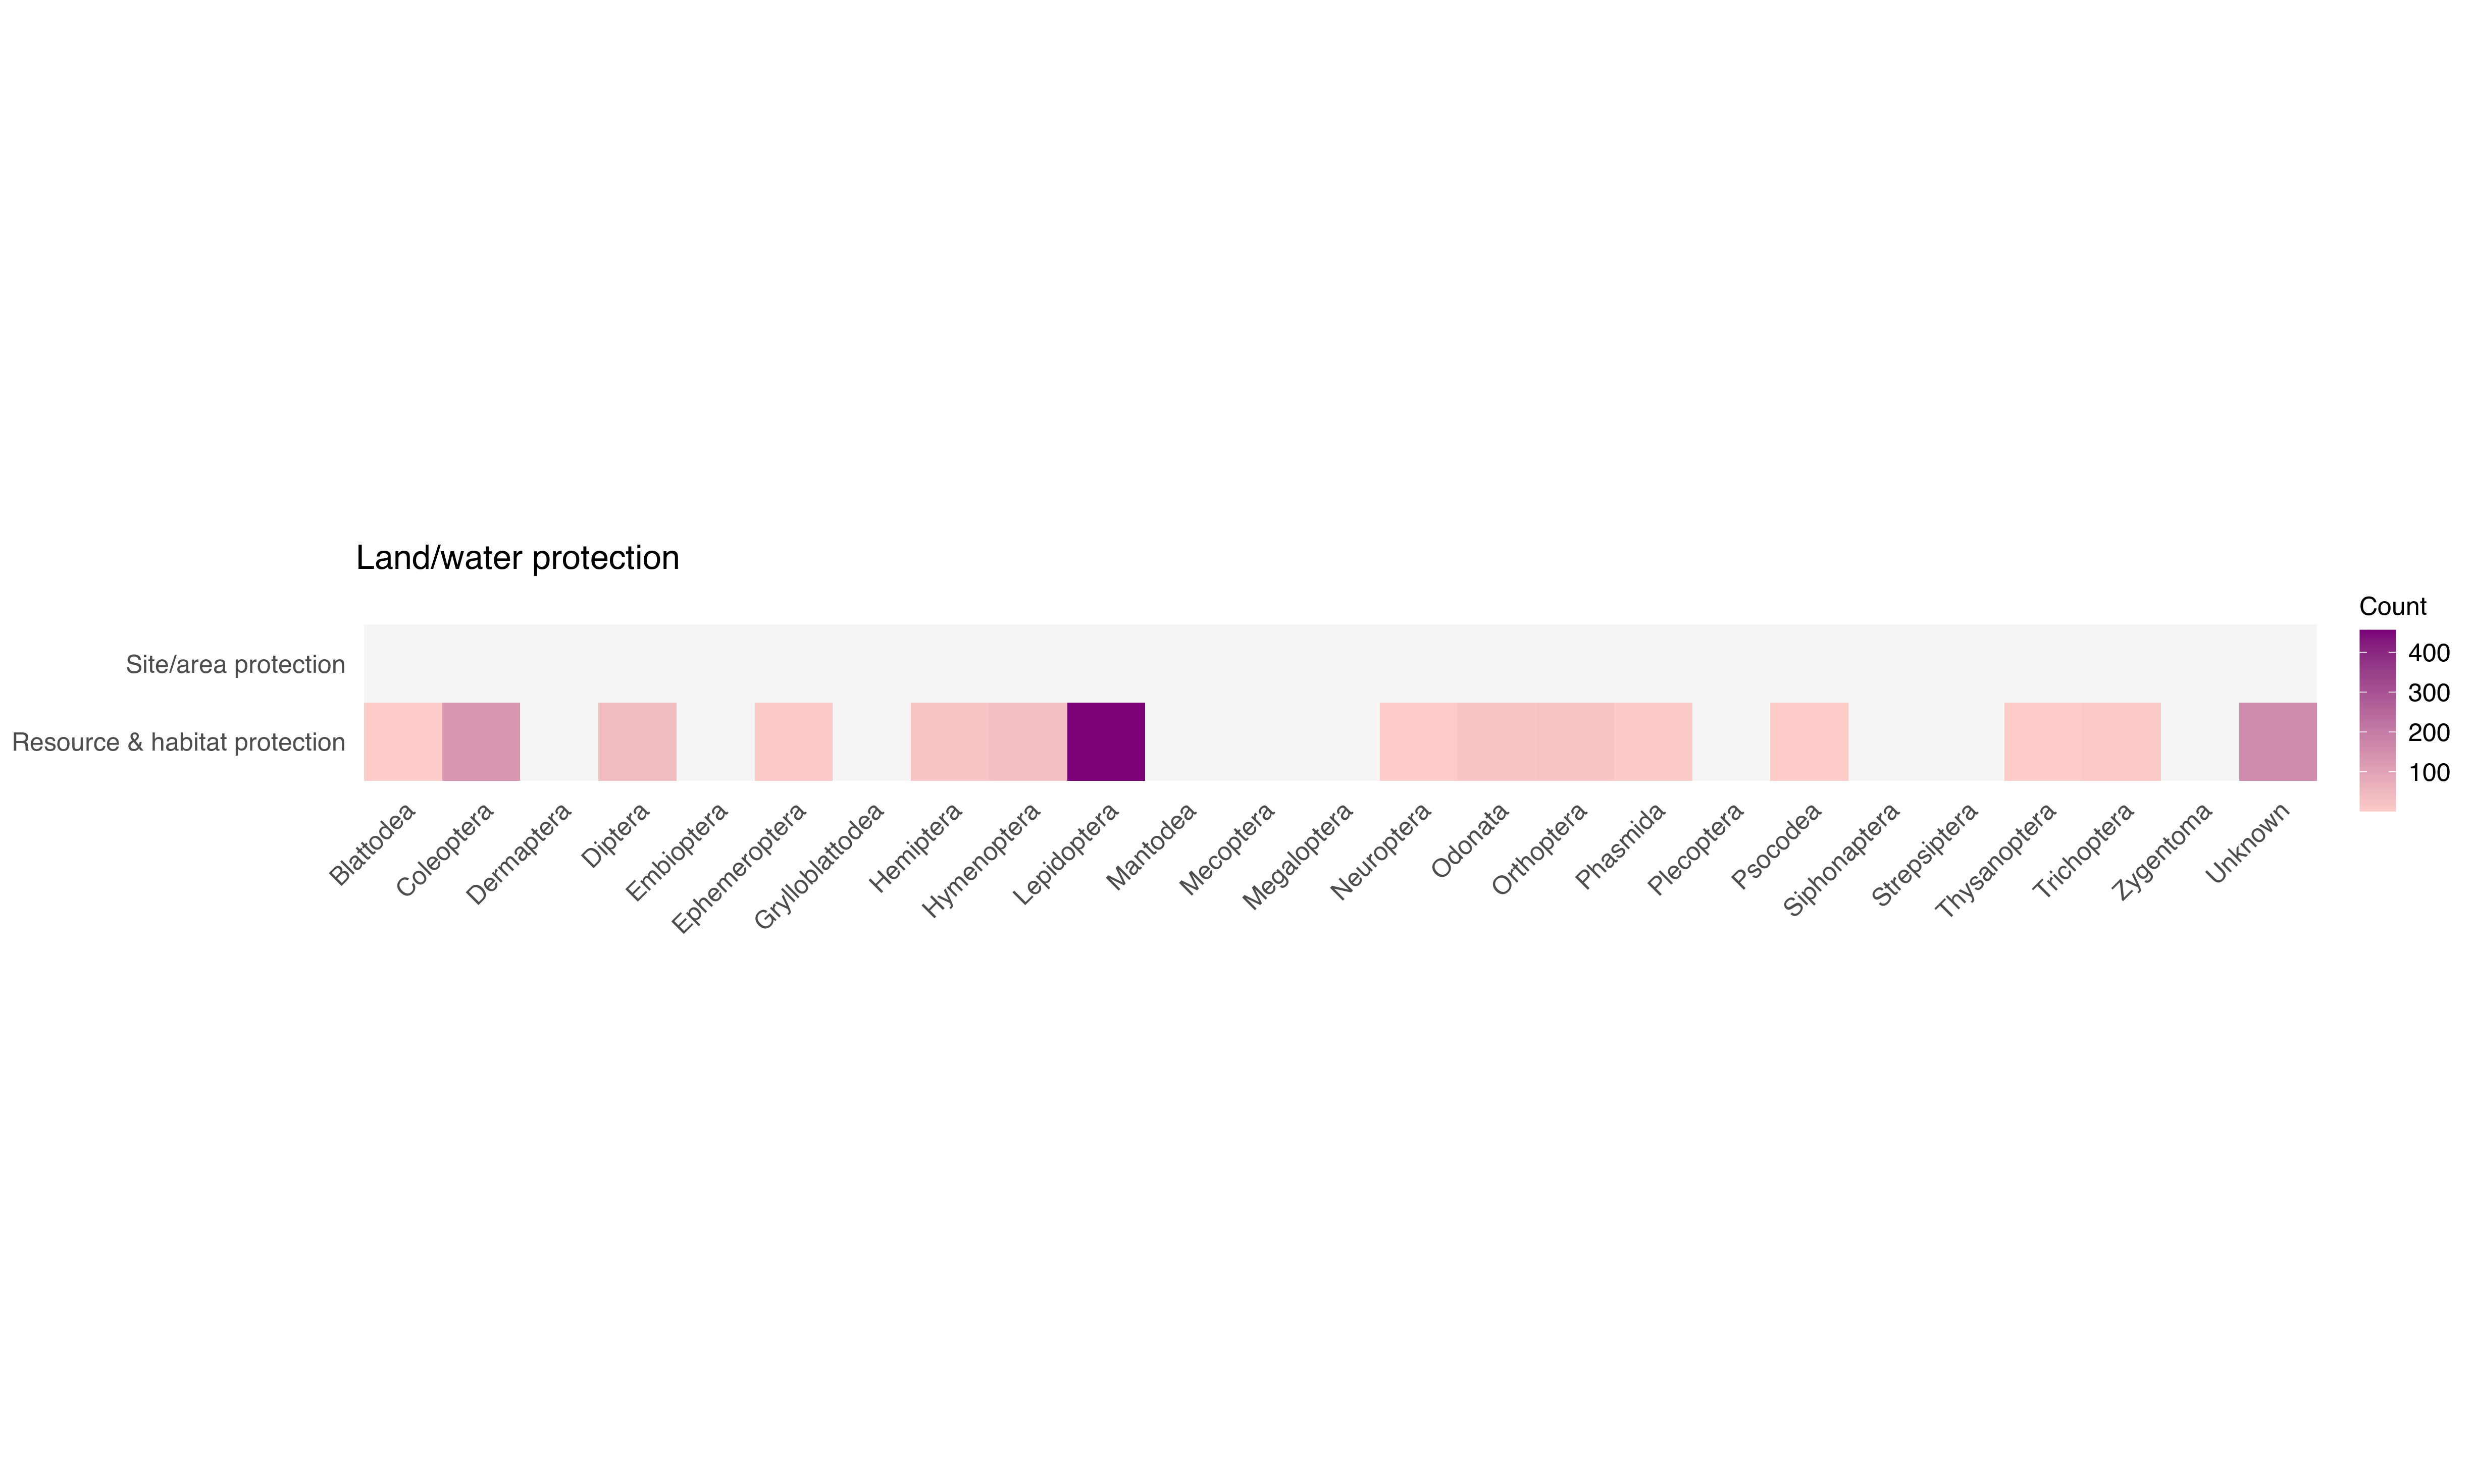 Land/water protection
Count
400
300
200
100
Site/area protection
Resource & habitat protection
Blattodea
Coleoptera
Dermaptera
Diptera
Embioptera
Ephemeroptera
Grylloblattodea
Hemiptera
Hymenoptera
Lepidoptera
Mantodea
Mecoptera
Megaloptera
Neuroptera
Odonata
Orthoptera
Phasmida
Plecoptera
Psocodea
Siphonaptera
Strepsiptera
Thysanoptera
Trichoptera
Zygentoma
Unknown